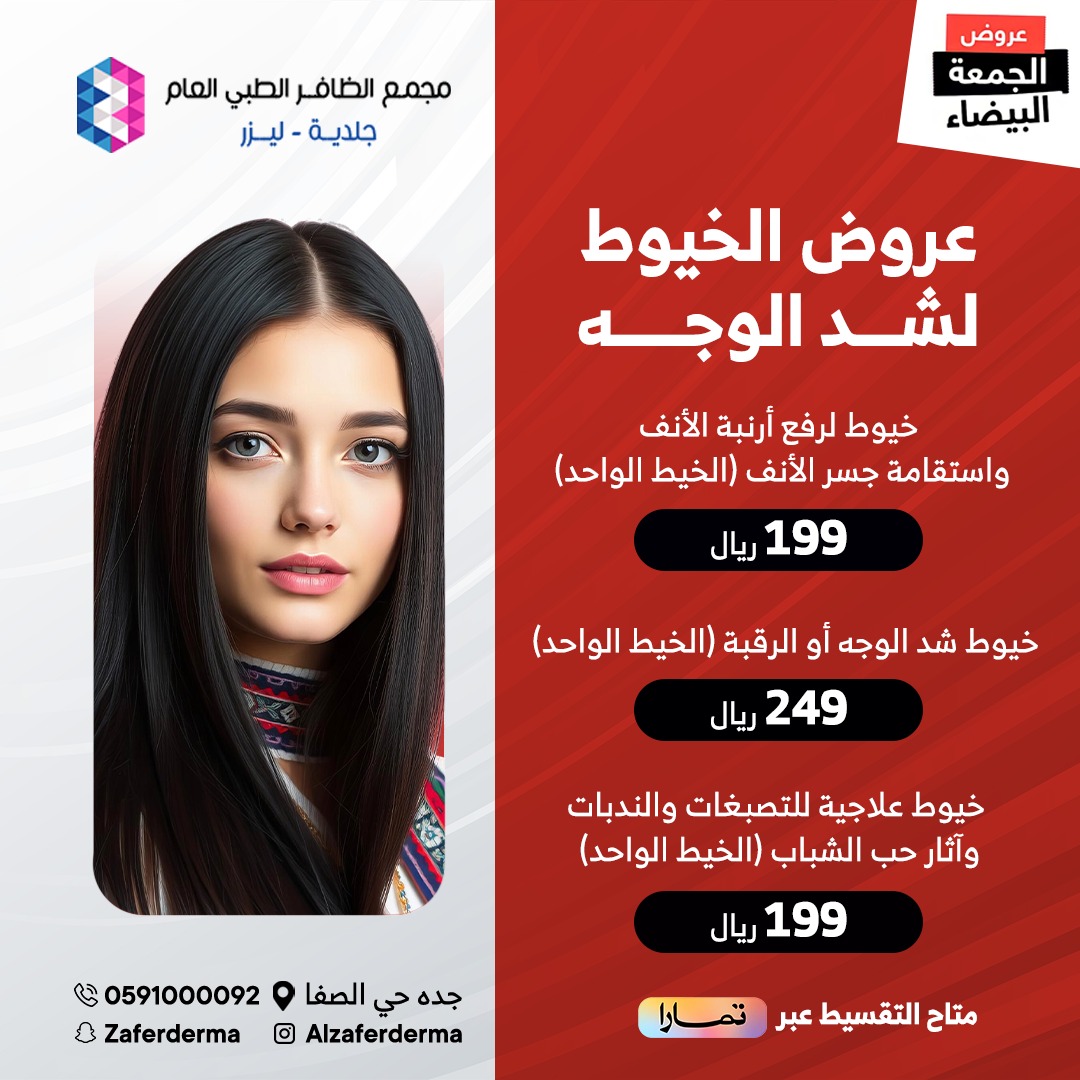 مجمع الظافر الطبي العام
جلدية - ليزر
عروض
الجمعة
البيضاء
عروض الخيوط
لشد الوجه
خيوط لرفع أرنبة الأنف
واستقامة جسر الأنف (الخيط الواحد)
199 ريال
خيوط شد الوجه أو الرقبة (الخيط الواحد)
249 ريال
خيوط علاجية للتصبغات والندبات
وآثار حب الشباب (الخيط الواحد)
199 ريال
متاح التقسيط عبر تمارا
جده حي الصفا 0591000092
Zaferderma Alzaferderma